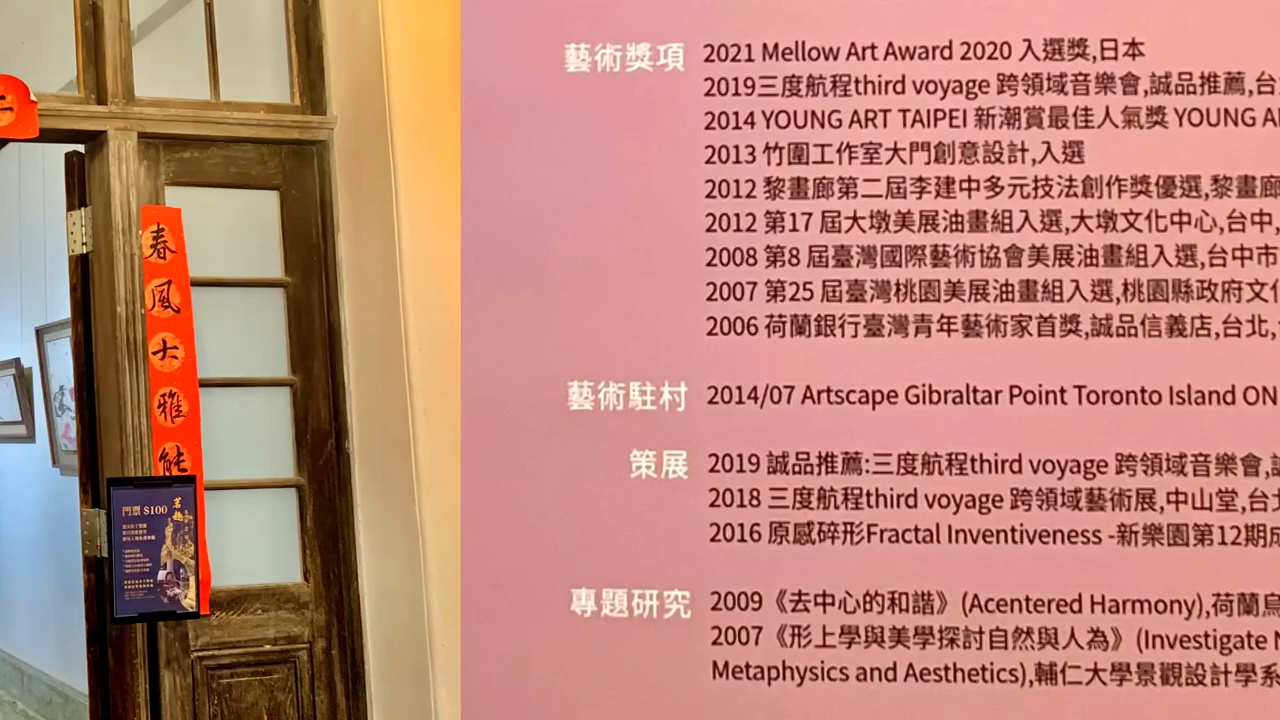 春風大雅能
門票 $100
茗趣
藝術獎項
2021 Mellow Art Award 2020 入選獎,日本
2019三度航程third voyage 跨領域音樂會,誠品推薦,台
2014 YOUNG ART TAIPEI 新潮賞最佳人氣獎 YOUNG A
2013 竹圍工作室大門創意設計,入選
2012 黎畫廊第二屆李建中多元技法創作獎優選,黎畫廊
2012 第17 屆大墩美展油畫組入選,大墩文化中心,台中,
2008 第8 屆臺灣國際藝術協會美展油畫組入選,台中市
2007 第25 屆臺灣桃園美展油畫組入選,桃園縣政府文
2006 荷蘭銀行臺灣青年藝術家首獎,誠品信義店,台北,
藝術駐村
2014/07 Artscape Gibraltar Point Toronto Island ON
策展
2019 誠品推薦:三度航程third voyage 跨領域音樂會,
2018 三度航程third voyage 跨領域藝術展,中山堂,台
2016 原感碎形Fractal Inventiveness -新樂園第12期
專題研究
2009《去中心的和諧》(Acentered Harmony),荷蘭
2007《形上學與美學探討自然與人為》(Investigate
Metaphysics and Aesthetics),輔仁大學景觀設計學系